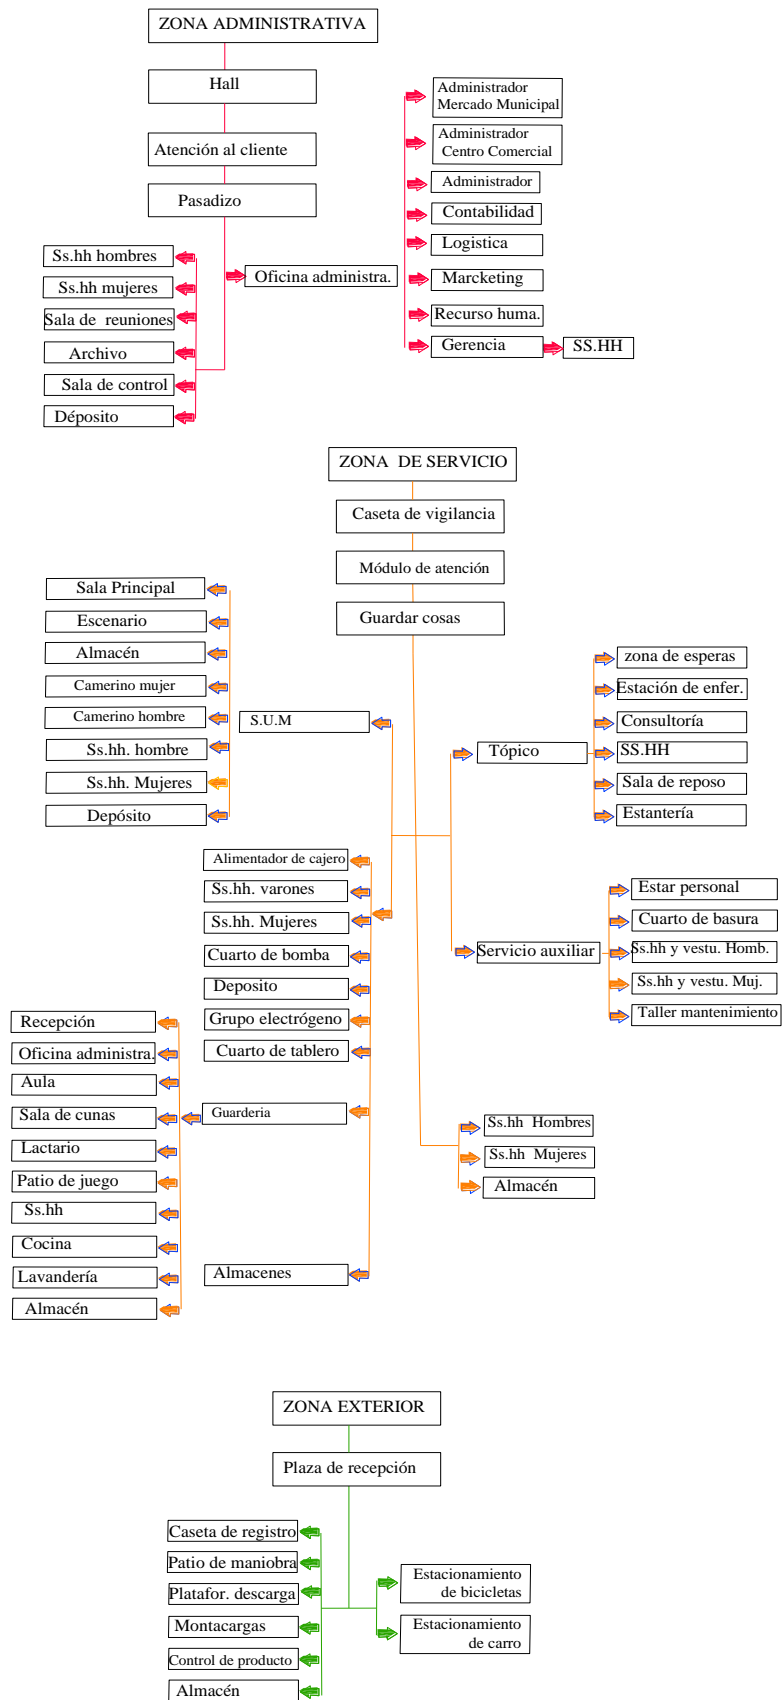 ZONA ADMINISTRATIVA
Hall
Atención al cliente
Pasadizo
Oficina administra.
Administrador
Mercado Municipal
Administrador
Centro Comercial
Administrador
Contabilidad
Logistica
Marcketing
Recurso huma.
Gerencia
SS.HH
Ss.hh hombres
Ss.hh mujeres
Sala de reuniones
Archivo
Sala de control
Déposito
ZONA DE SERVICIO
Caseta de vigilancia
Módulo de atención
Guardar cosas
Sala Principal
Escenario
Almacén
Camerino mujer
Camerino hombre
Ss.hh. hombre
Ss.hh. Mujeres
Depósito
S.U.M
Tópico
zona de esperas
Estación de enfer.
Consultoría
SS.HH
Sala de reposo
Estantería
Alimentador de cajero
Ss.hh. varones
Ss.hh. Mujeres
Cuarto de bomba
Deposito
Grupo electrógeno
Cuarto de tablero
Guarderia
Almacenes
Servicio auxiliar
Estar personal
Cuarto de basura
Ss.hh y vestu. Homb.
Ss.hh y vestu. Muj.
Taller mantenimiento
Recepción
Oficina administra.
Aula
Sala de cunas
Lactario
Patio de juego
Ss.hh
Cocina
Lavandería
Almacén
Ss.hh Hombres
Ss.hh Mujeres
Almacén
ZONA EXTERIOR
Plaza de recepción
Caseta de registro
Patio de maniobra
Platafor. descarga
Montacargas
Control de producto
Almacén
Estacionamiento
de bicicletas
Estacionamiento
de carro